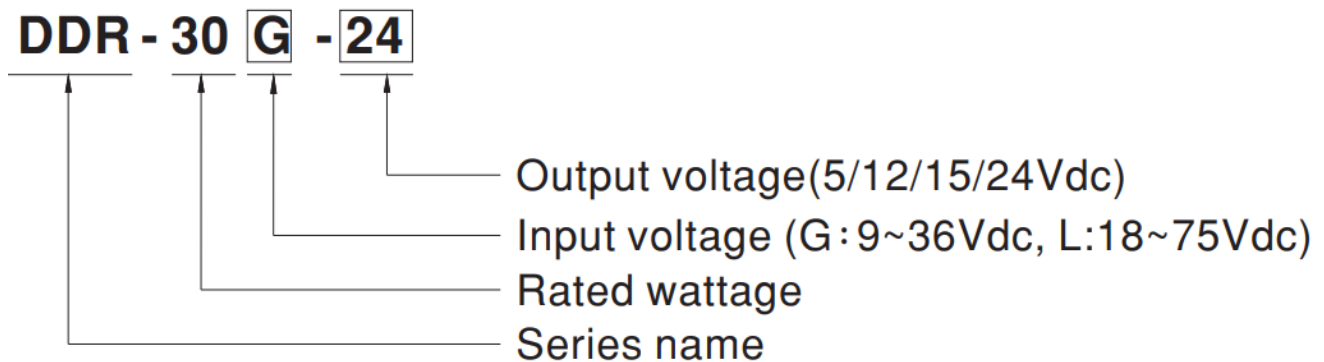 DDR - 30 G - 24
Output voltage(5/12/15/24Vdc)
Input voltage (G:9~36Vdc, L:18~75Vdc)
Rated wattage
Series name